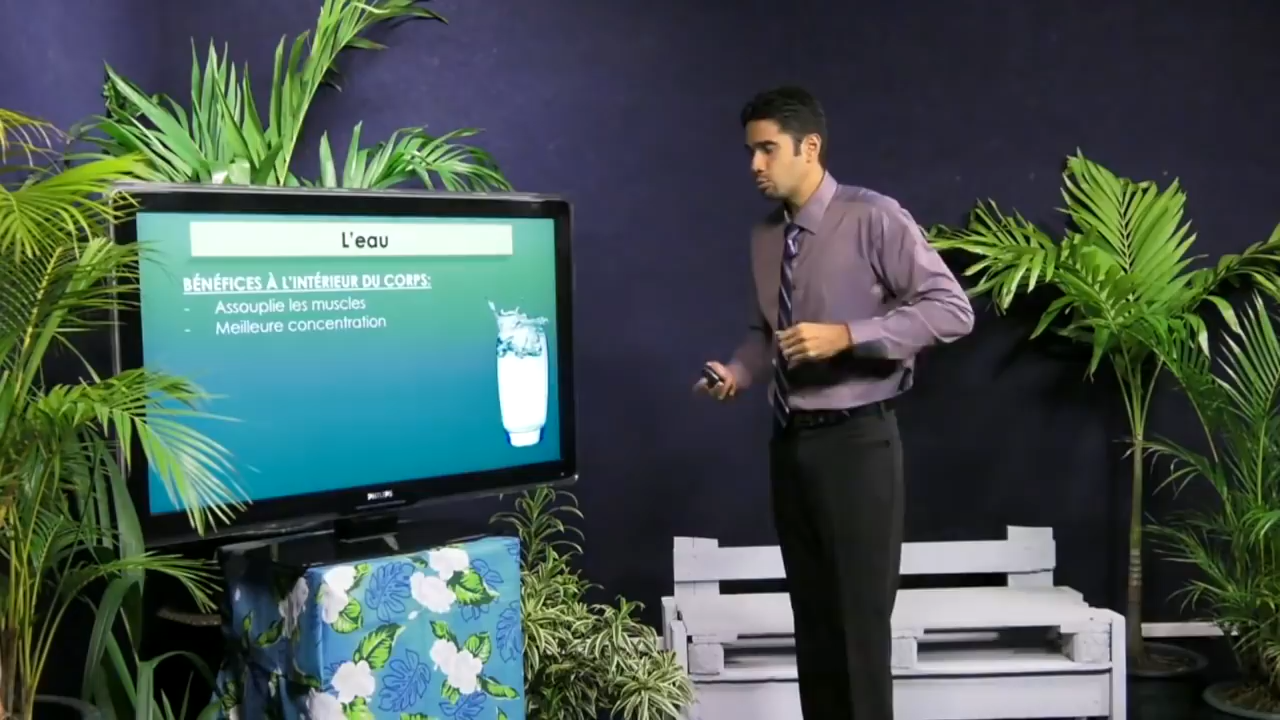 L'eau
BÉNÉFICES À L'INTÉRIEUR DU CORPS:
- Assouplie les muscles
- Meilleure concentration
PHILIPS